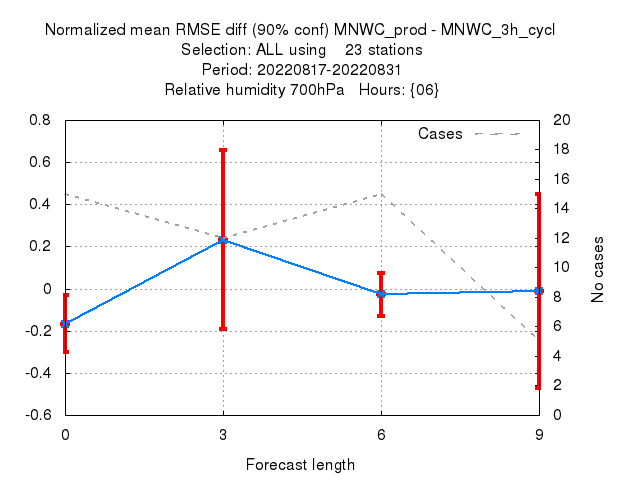 Normalized mean RMSE diff (90% conf) MNWC_prod - MNWC_3h_cycl
Selection: ALL using    23 stations
Period: 20220817-20220831
Relative humidity 700hPa   Hours: {06}
Cases
0.8
0.6
0.4
0.2
0
-0.2
-0.4
-0.6
20
18
16
14
12
10
8
6
4
2
0
No cases
0 3 6 9
Forecast length